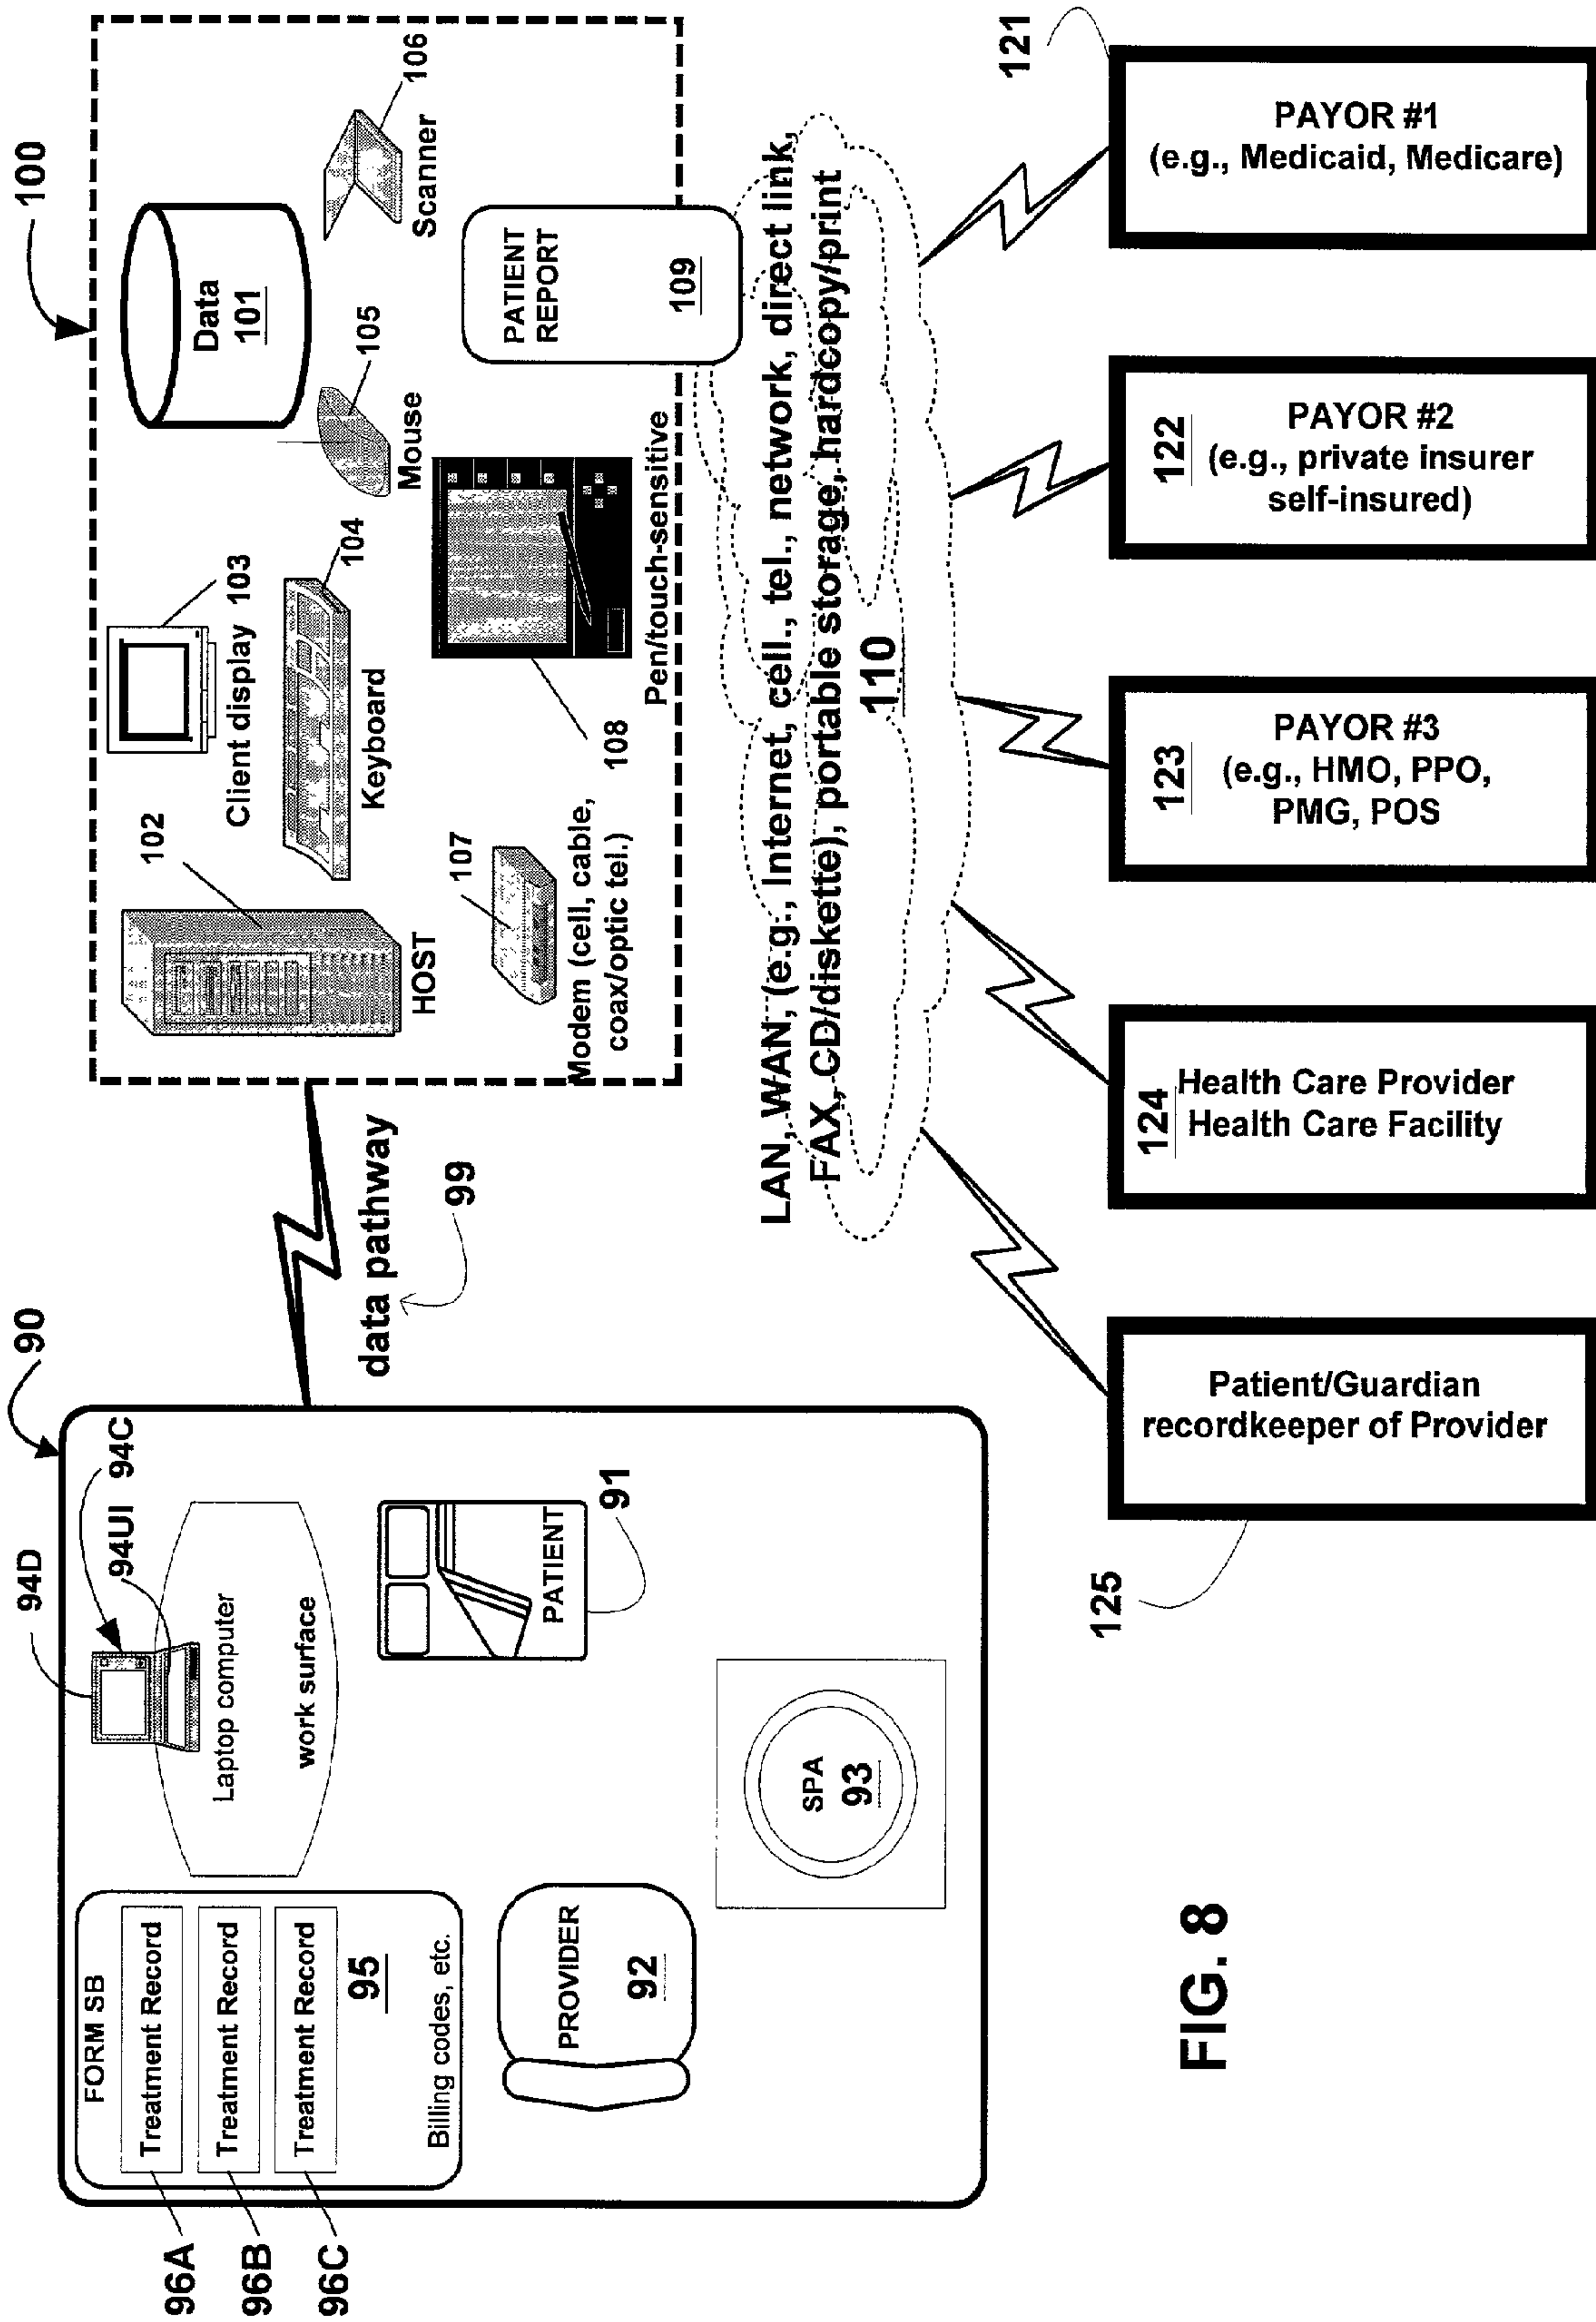 90
94D
94UI
94C
FORM SB
Treatment Record
Treatment Record
Treatment Record
95
Billing codes, etc.
96A
96B
96C
Laptop computer
work surface
PATIENT
91
PROVIDER
92
SPA
93
data pathway
99
100
102
HOST
Client display 103
104
Keyboard
105
Mouse
Data
101
106
Scanner
107
Modem (cell, cable,
coax/optic tel.)
108
Pen/touch-sensitive
PATIENT
REPORT
109
LAN, WAN, (e.g., Internet, cell., tel., network, direct link,
FAX, CD/diskette), portable storage, hardcopy/print
110
125
Patient/Guardian
recordkeeper of Provider
124
Health Care Provider
Health Care Facility
123
PAYOR #3
(e.g., HMO, PPO,
PMG, POS
122
PAYOR #2
(e.g., private insurer
self-insured)
121
PAYOR #1
(e.g., Medicaid, Medicare)
FIG. 8